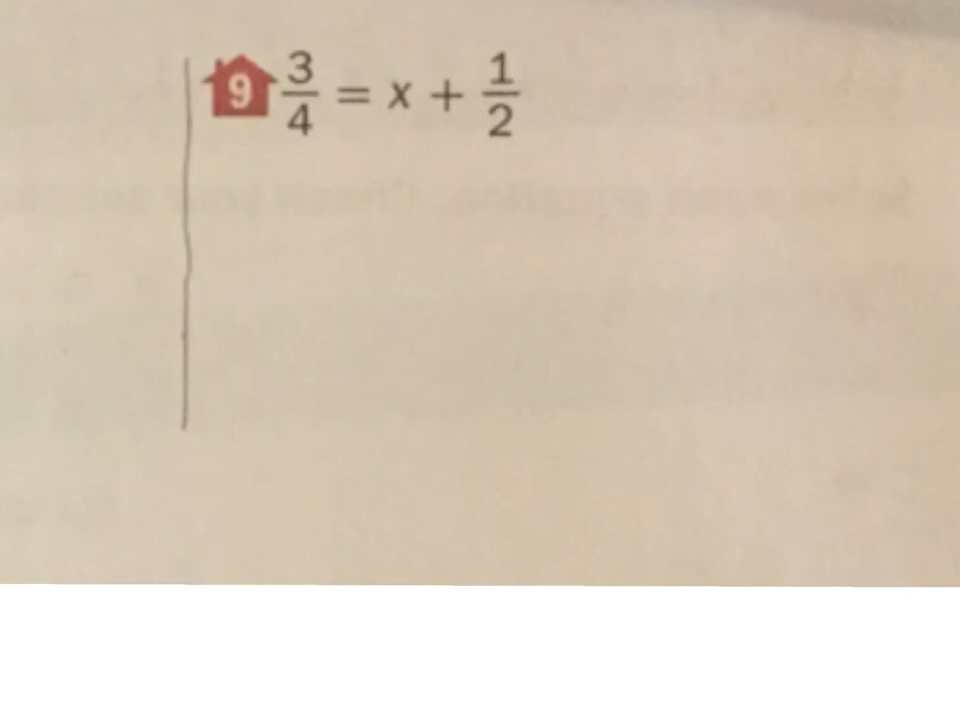 9 3/4 = x + 1/2